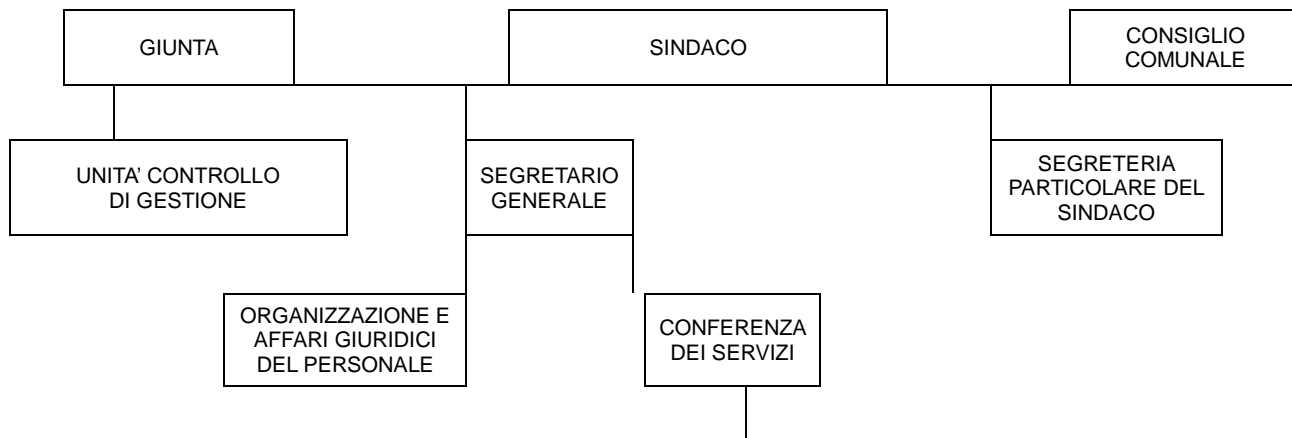 GIUNTA
SINDACO
CONSIGLIO
COMUNALE
UNITA’ CONTROLLO
DI GESTIONE
SEGRETARIO
GENERALE
SEGRETERIA
PARTICOLARE DEL
SINDACO
ORGANIZZAZIONE E
AFFARI GIURIDICI
DEL PERSONALE
CONFERENZA
DEI SERVIZI